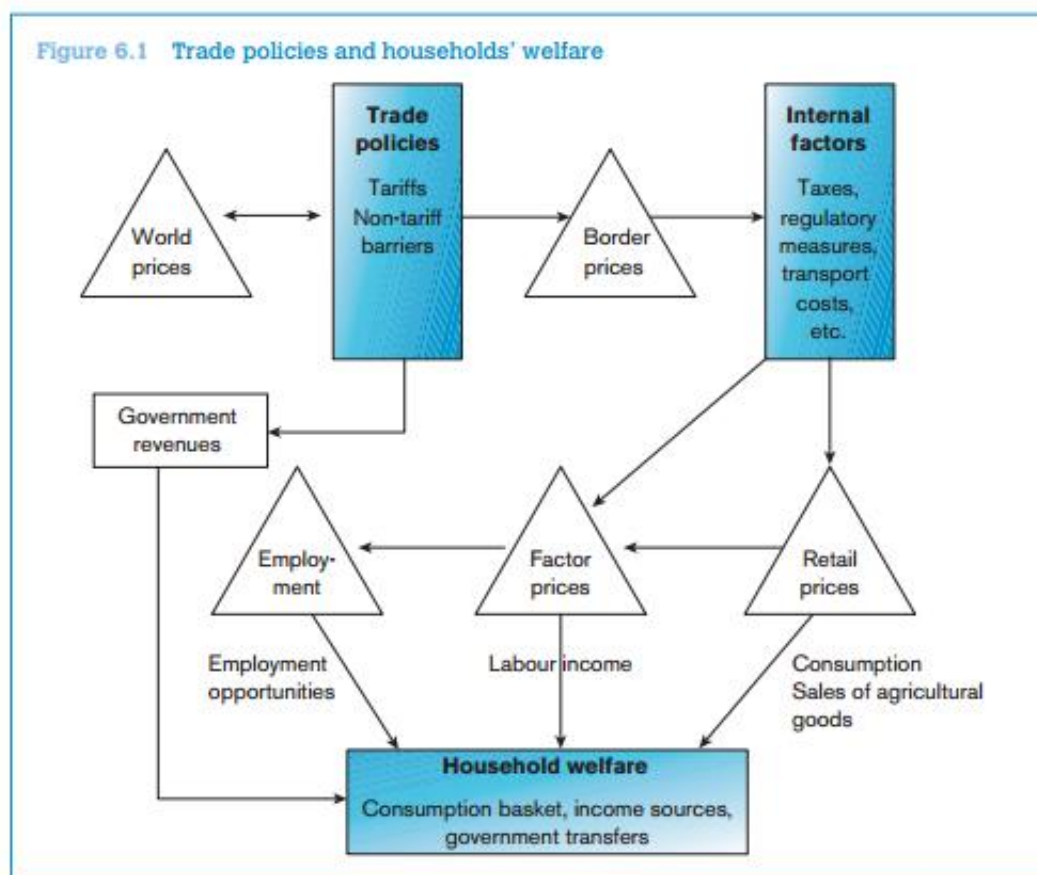 Figure 6.1 Trade policies and households' welfare
Trade
policies
Tariffs
Non-tariff
barriers
Internal
factors
Taxes,
regulatory
measures,
transport
costs,
etc.
World
prices
Border
prices
Government
revenues
Employ-
ment
Factor
prices
Retail
prices
Employment
opportunities
Labour income
Consumption
Sales of agricultural
goods
Household welfare
Consumption basket, income sources,
government transfers